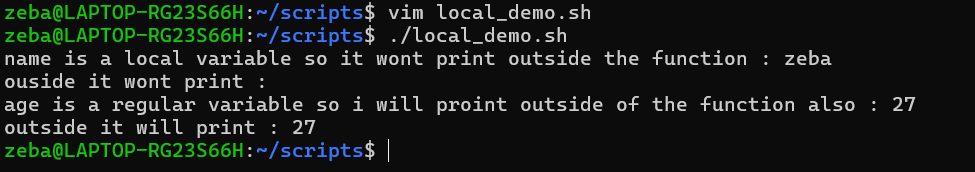 zeba@LAPTOP-RG23S66H:~/scripts$ vim local_demo.sh
zeba@LAPTOP-RG23S66H:~/scripts$ ./local_demo.sh
name is a local variable so it wont print outside the function : zeba
ouside it wont print :
age is a regular variable so i will proint outside of the function also : 27
outside it will print : 27
zeba@LAPTOP-RG23S66H:~/scripts$